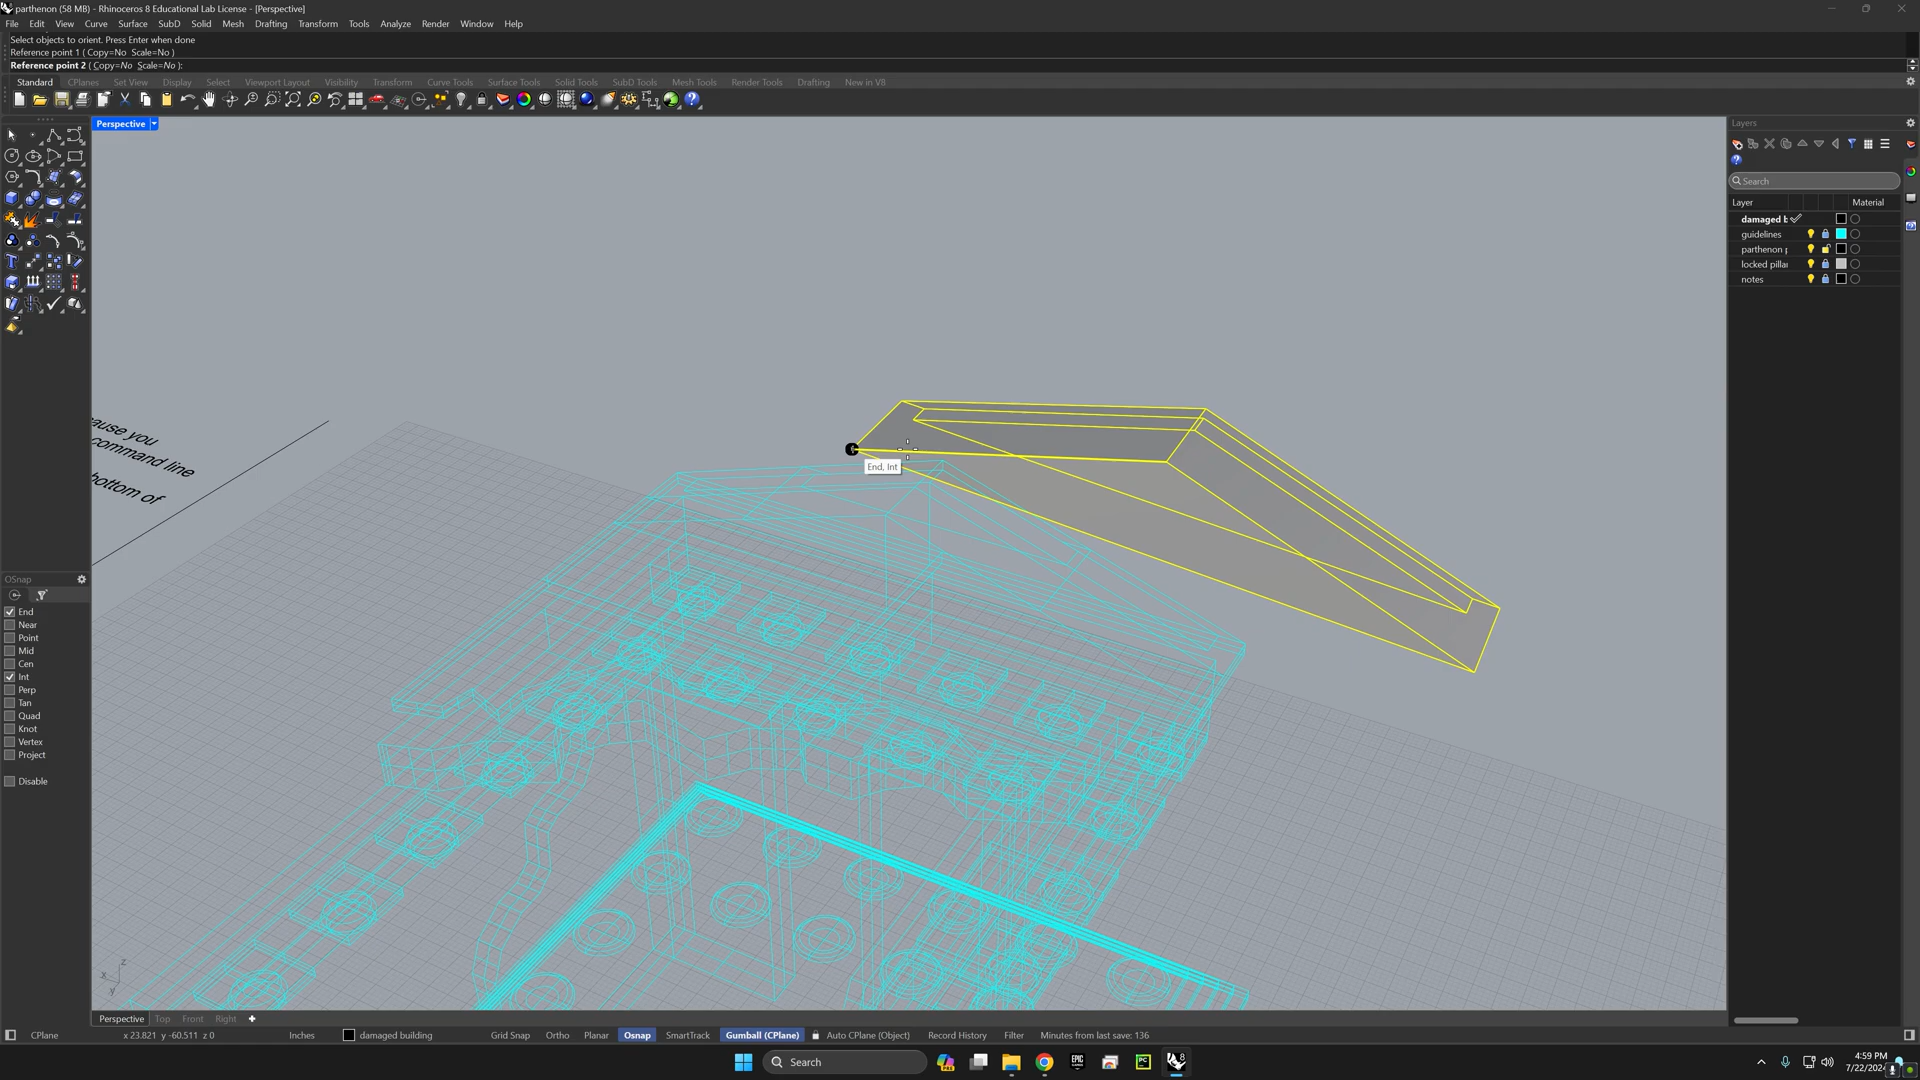 parthenon (58 MB) - Rhinoceros 8 Educational Lab License - [Perspective]
File Edit View Curve Surface SubD Solid Mesh Drafting Transform Tools Analyze Render Window Help
Select objects to orient. Press Enter when done
Reference point 1 ( Copy=No Scale=No )
Reference point 2 ( Copy=No Scale=No ):
Standard CPlanes Set View Display Select Viewport Layout Visibility Transform Curve Tools Surface Tools Solid Tools SubD Tools Mesh Tools Render Tools Drafting New in V8
Perspective
Layers
Search
Layer Material
damaged b
guidelines
parthenon p
locked pillar
notes
ause you
command line
bottom of
End, Int
OSnap
End
Near
Point
Mid
Cen
Int
Perp
Tan
Quad
Knot
Vertex
Project
Disable
z
x
y
Perspective Top Front Right
CPlane x 23.821 y -60.511 z 0 Inches damaged building Grid Snap Ortho Planar Osnap SmartTrack Gumball (CPlane) Auto CPlane (Object) Record History Filter Minutes from last save: 136
Search
4:59 PM